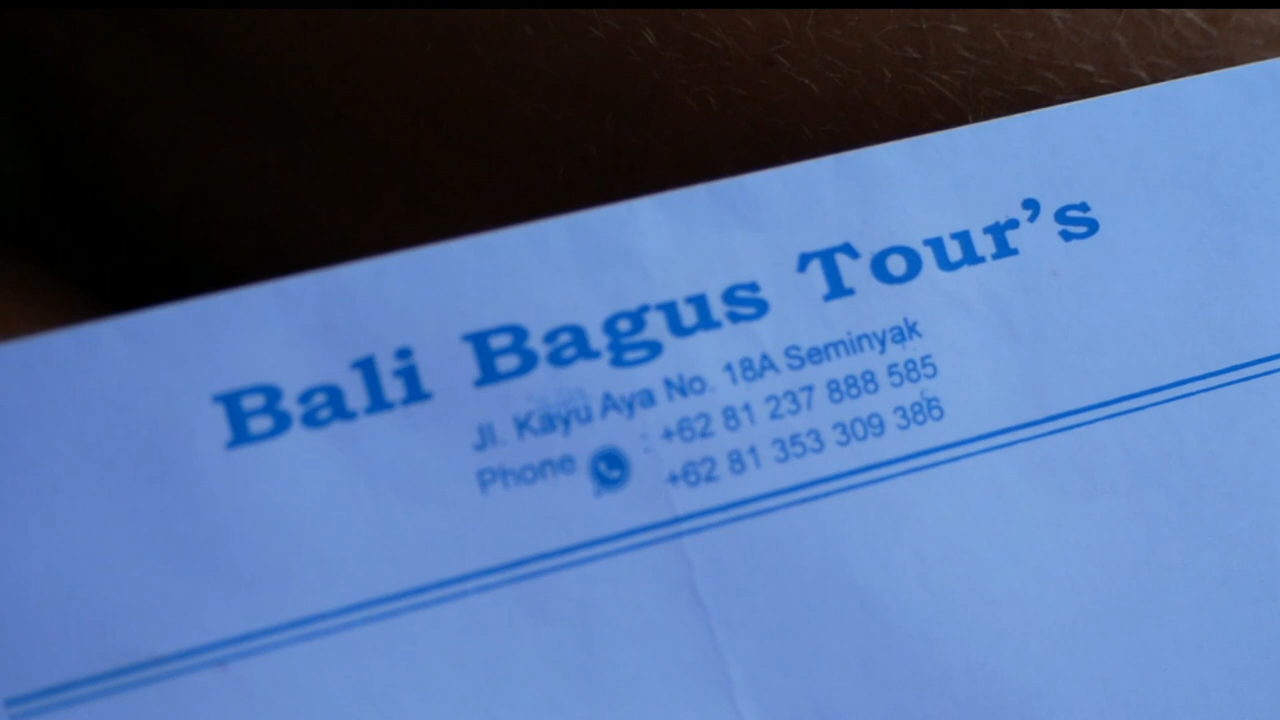 Bali Bagus Tour's
Jl. Kayu Aya No. 18A Seminyak
Phone : +62 81 237 888 585
+62 81 353 309 386